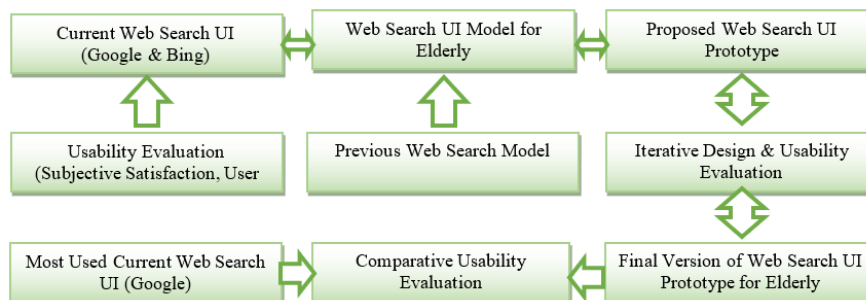 Current Web Search UI
(Google & Bing)
Web Search UI Model for
Elderly
Proposed Web Search UI
Prototype
Usability Evaluation
(Subjective Satisfaction, User
Previous Web Search Model
Iterative Design & Usability
Evaluation
Most Used Current Web Search
UI (Google)
Comparative Usability
Evaluation
Final Version of Web Search UI
Prototype for Elderly